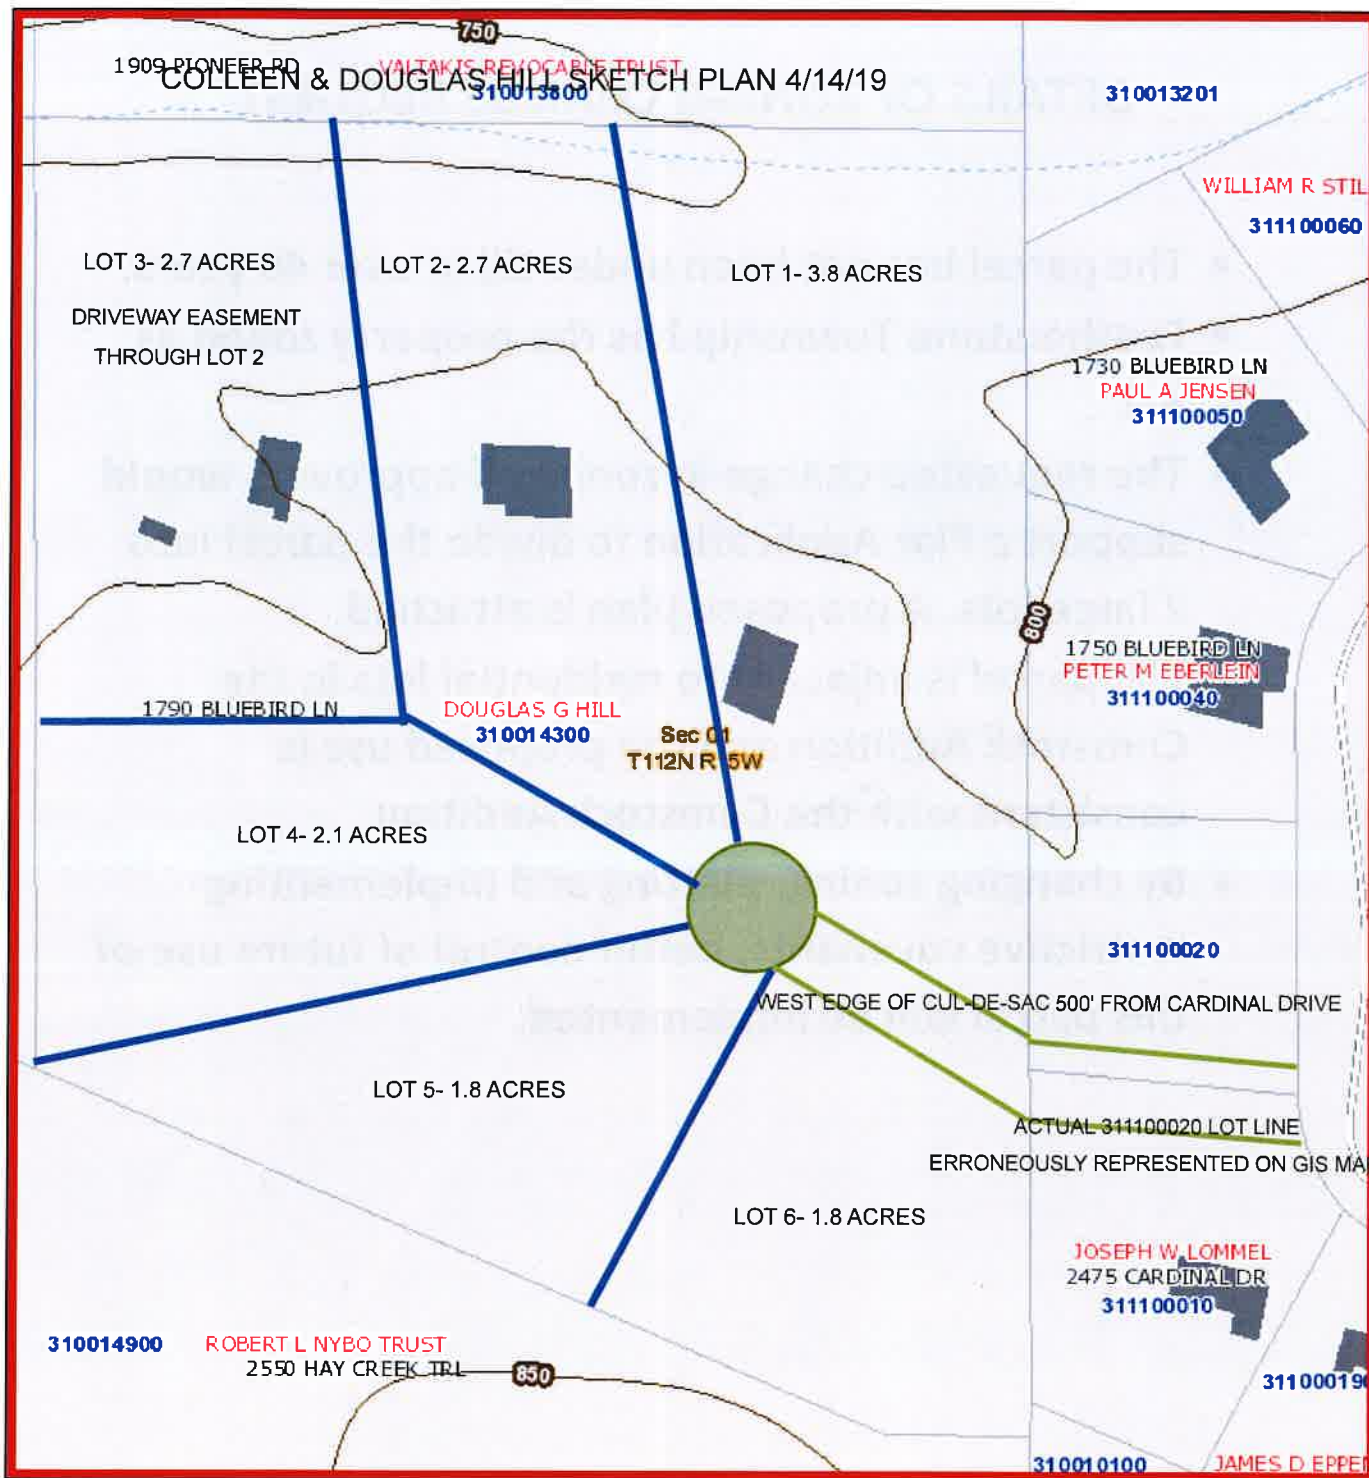 750
1909 PIONEER RD
VALTAKIS REVOCABLE TRUST
COLLEEN & DOUGLAS HILL SKETCH PLAN 4/14/19
310013800
310013201
WILLIAM R STIL
311100060
LOT 3- 2.7 ACRES
LOT 2- 2.7 ACRES
LOT 1- 3.8 ACRES
DRIVEWAY EASEMENT
THROUGH LOT 2
1730 BLUEBIRD LN
PAUL A JENSEN
311100050
800
1750 BLUEBIRD LN
PETER M EBERLEIN
311100040
1790 BLUEBIRD LN
DOUGLAS G HILL
310014300
Sec 01
T112N R 5W
LOT 4- 2.1 ACRES
311100020
WEST EDGE OF CUL-DE-SAC 500' FROM CARDINAL DRIVE
LOT 5- 1.8 ACRES
ACTUAL 311100020 LOT LINE
ERRONEOUSLY REPRESENTED ON GIS MA
LOT 6- 1.8 ACRES
JOSEPH W LOMMEL
2475 CARDINAL DR
311100010
310014900
ROBERT L NYBO TRUST
2550 HAY CREEK TRL
850
31100019
310010100
JAMES D EPPE